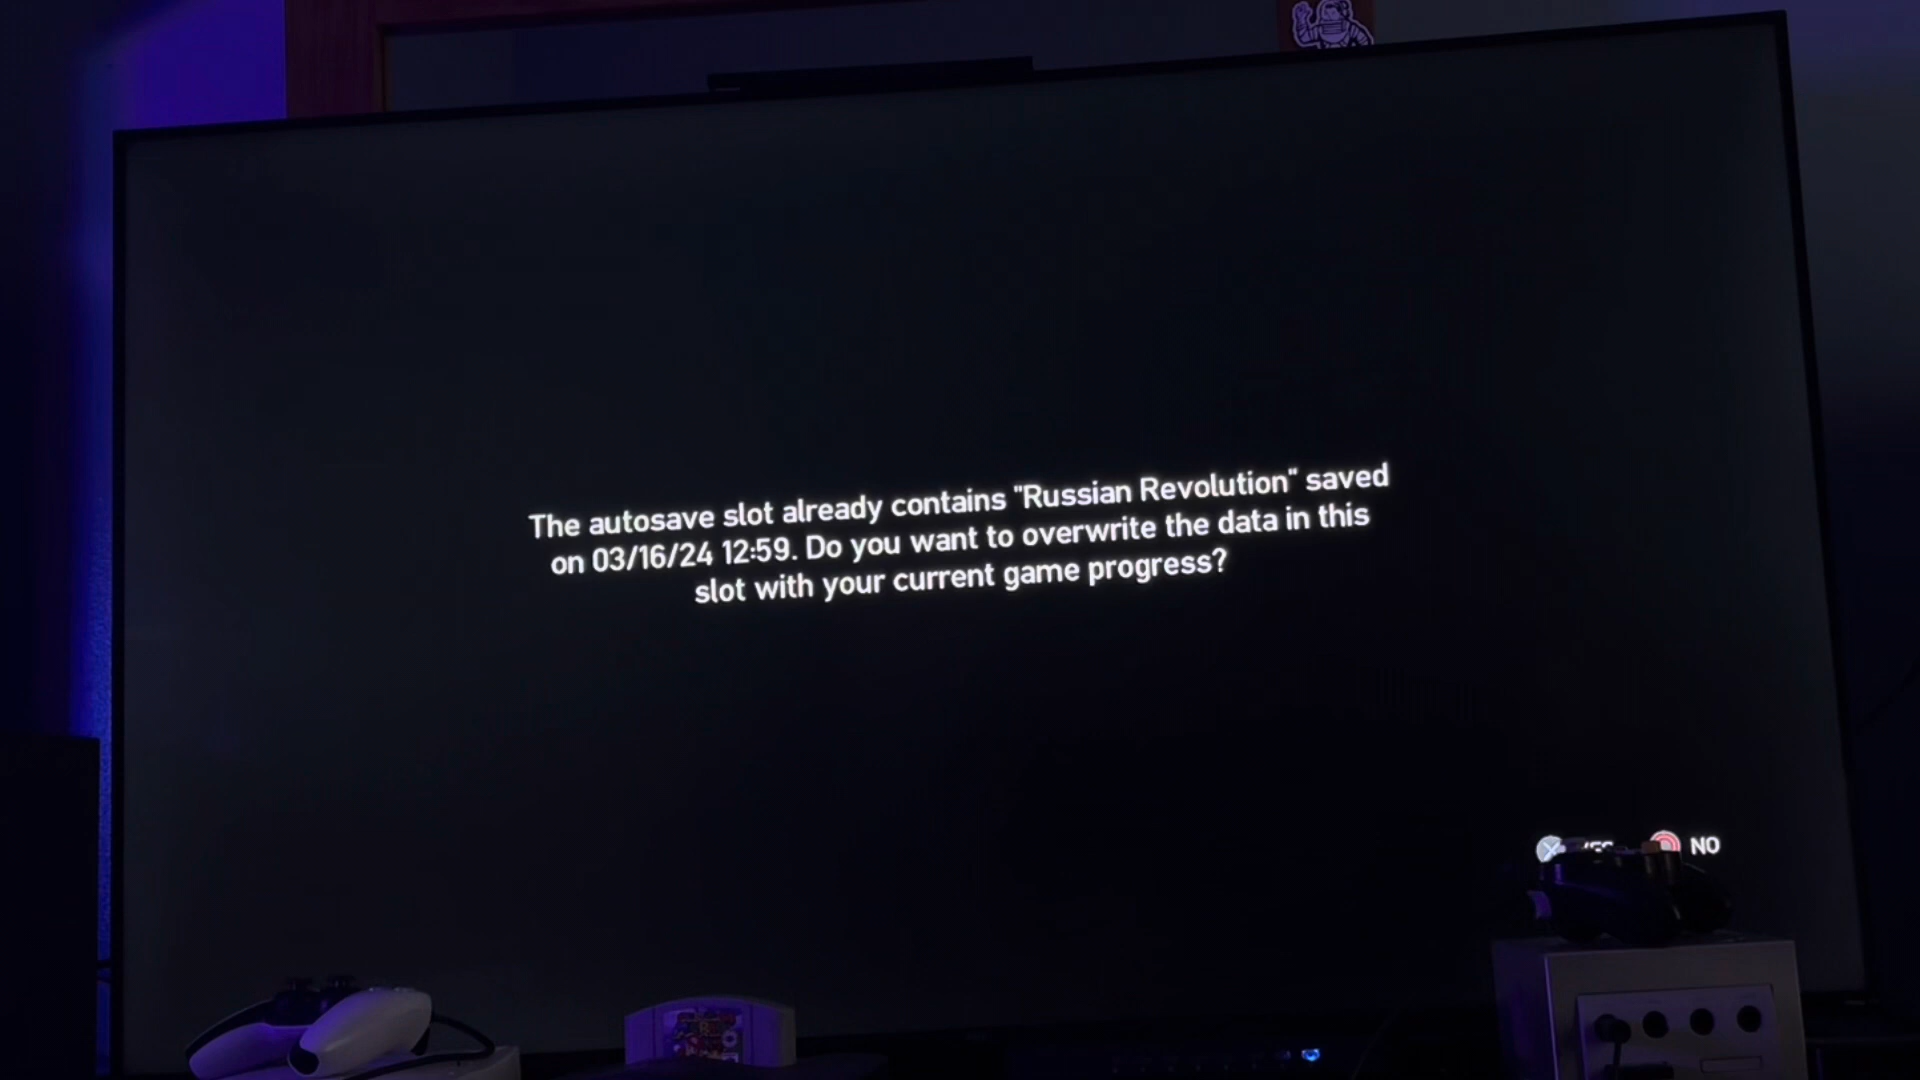 The autosave slot already contains "Russian Revolution" saved
on 03/16/24 12:59. Do you want to overwrite the data in this
slot with your current game progress?
NO